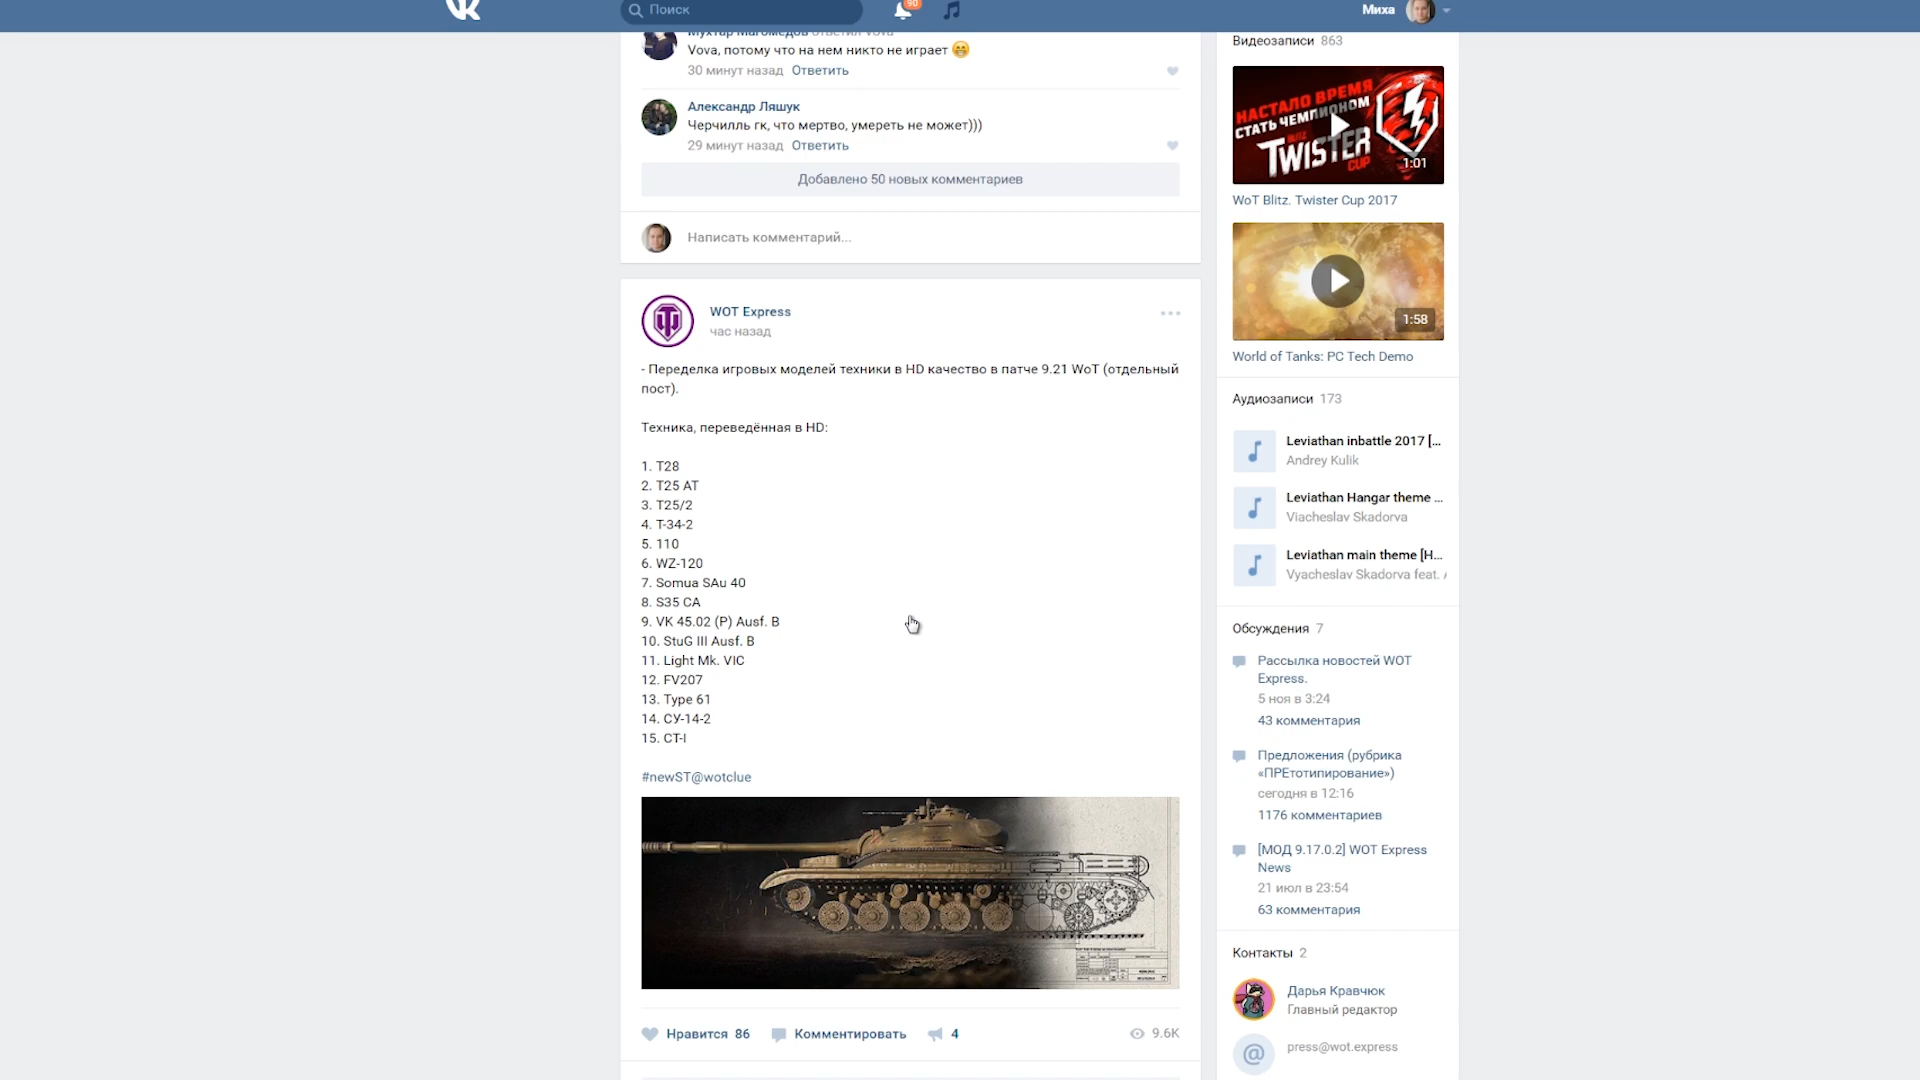 Поиск
90
Миха
Мухтар Магомедов ответил Vova
Vova, потому что на нем никто не играет
30 минут назад Ответить
Александр Ляшук
Черчилль гк, что мертво, умереть не может)))
29 минут назад Ответить
Добавлено 50 новых комментариев
Написать комментарий...
WOT Express
час назад
- Переделка игровых моделей техники в HD качество в патче 9.21 WoT (отдельный
пост).
Техника, переведённая в HD:
1. T28
2. T25 AT
3. T25/2
4. T-34-2
5. 110
6. WZ-120
7. Somua SAu 40
8. S35 CA
9. VK 45.02 (P) Ausf. B
10. StuG III Ausf. B
11. Light Mk. VIC
12. FV207
13. Type 61
14. СУ-14-2
15. СТ-I
#newST@wotclue
Нравится 86
Комментировать
4
9.6K
Видеозаписи 863
НАСТАЛО ВРЕМЯ
СТАТЬ ЧЕМПИОНОМ
BLITZ
TWISTER
CUP
1:01
WoT Blitz. Twister Cup 2017
1:58
World of Tanks: PC Tech Demo
Аудиозаписи 173
Leviathan inbattle 2017 [...
Andrey Kulik
Leviathan Hangar theme ...
Viacheslav Skadorva
Leviathan main theme [H...
Vyacheslav Skadorva feat.
Обсуждения 7
Рассылка новостей WOT
Express.
5 ноя в 3:24
43 комментария
Предложения (рубрика
«ПРЕтотипирование»)
сегодня в 12:16
1176 комментариев
[МОД 9.17.0.2] WOT Express
News
21 июл в 23:54
63 комментария
Контакты 2
Дарья Кравчюк
Главный редактор
@
press@wot.express